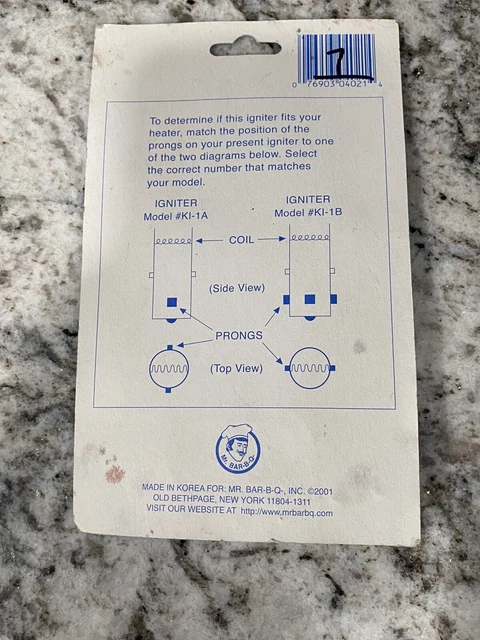 7
0 76903 04021 4
To determine if this igniter fits your
heater, match the position of the
prongs on your present igniter to one
of the two diagrams below. Select
the correct number that matches
your model.
IGNITER
Model #KI-1A
IGNITER
Model #KI-1B
COIL
(Side View)
PRONGS
(Top View)
MR. BAR-B-Q
MADE IN KOREA FOR: MR. BAR-B-Q-, INC. ©2001
OLD BETHPAGE, NEW YORK 11804-1311
VISIT OUR WEBSITE AT http://www.mrbarbq.com